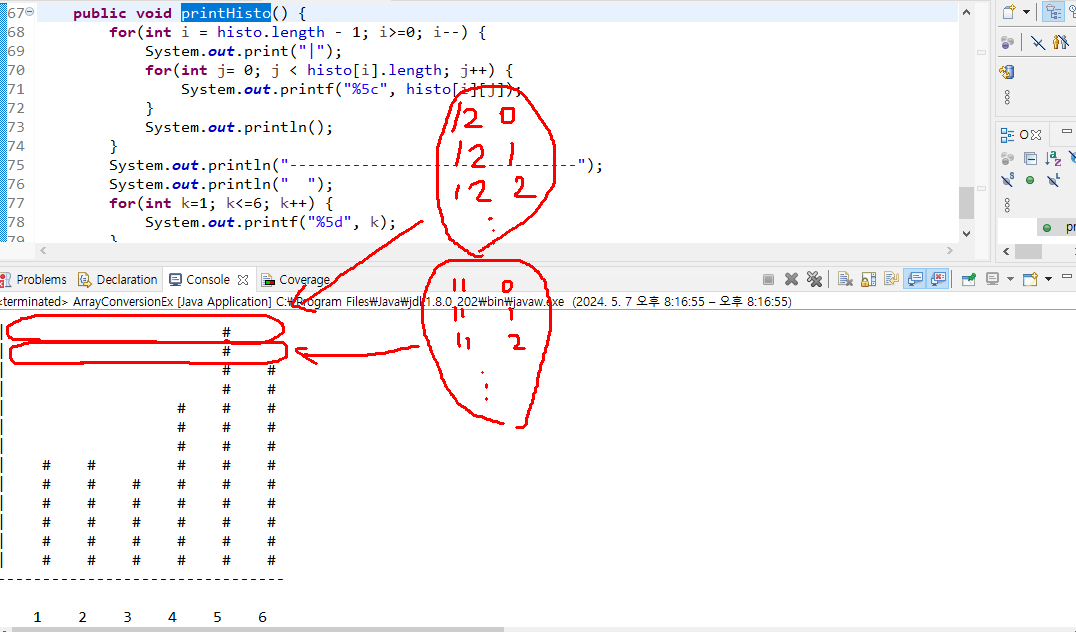 67 public void printHisto() {
68 for(int i = histo.length - 1; i>=0; i--) {
69 System.out.print("|");
70 for(int j= 0; j < histo[i].length; j++) {
71 System.out.printf("%5c", histo[i][j]);
72 }
73 System.out.println();
74 }
75 System.out.println("--------------------------------");
76 System.out.println("  ");
77 for(int k=1; k<=6; k++) {
78 System.out.printf("%5d", k);
79 }
12 0
12 1
12 2
:
11 0
11 1
11 2
:
Problems Declaration Console Coverage
<terminated> ArrayConversionEx [Java Application] C:₩Program Files₩Java₩jdk1.8.0_202₩bin₩javaw.exe (2024. 5. 7 오후 8:16:55 – 오후 8:16:55)
| #
| #
| # #
| # #
| # # #
| # # #
| # # #
| # # # # #
| # # # # # #
| # # # # # #
| # # # # # #
| # # # # # #
| # # # # # #
--------------------------------
1 2 3 4 5 6